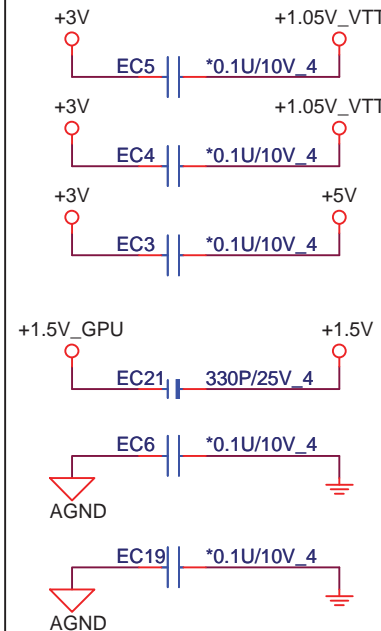 +3V +1.05V_VTT
EC5 *0.1U/10V_4
+3V +1.05V_VTT
EC4 *0.1U/10V_4
+3V +5V
EC3 *0.1U/10V_4
+1.5V_GPU +1.5V
EC21 330P/25V_4
EC6 *0.1U/10V_4
AGND
EC19 *0.1U/10V_4
AGND